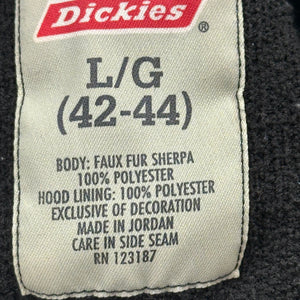 Dickies®
L/G
(42-44)
BODY: FAUX FUR SHERPA
100% POLYESTER
HOOD LINING: 100% POLYESTER
EXCLUSIVE OF DECORATION
MADE IN JORDAN
CARE IN SIDE SEAM
RN 123187